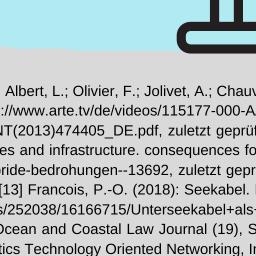 Albert, L.; Olivier, F.; Jolivet, A.; Chauv
://www.arte.tv/de/videos/115177-000-A
NT(2013)474405_DE.pdf, zuletzt geprüf
es and infrastructure. consequences fo
oride-bedrohungen--13692, zuletzt gepr
[13] Francois, P.-O. (2018): Seekabel.
s/252038/16166715/Unterseekabel+als
Ocean and Coastal Law Journal (19), S
tics Technology Oriented Networking, I